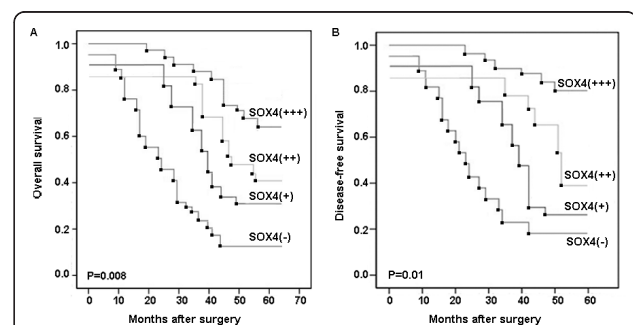 A
Overall survival
1.0
0.8
0.6
0.4
0.2
0.0
SOX4(+++)
SOX4(++)
SOX4(+)
SOX4(-)
P=0.008
0 10 20 30 40 50 60 70
Months after surgery
B
Disease-free survival
1.0
0.8
0.6
0.4
0.2
0.0
SOX4(+++)
SOX4(++)
SOX4(+)
SOX4(-)
P=0.01
0 10 20 30 40 50 60
Months after surgery